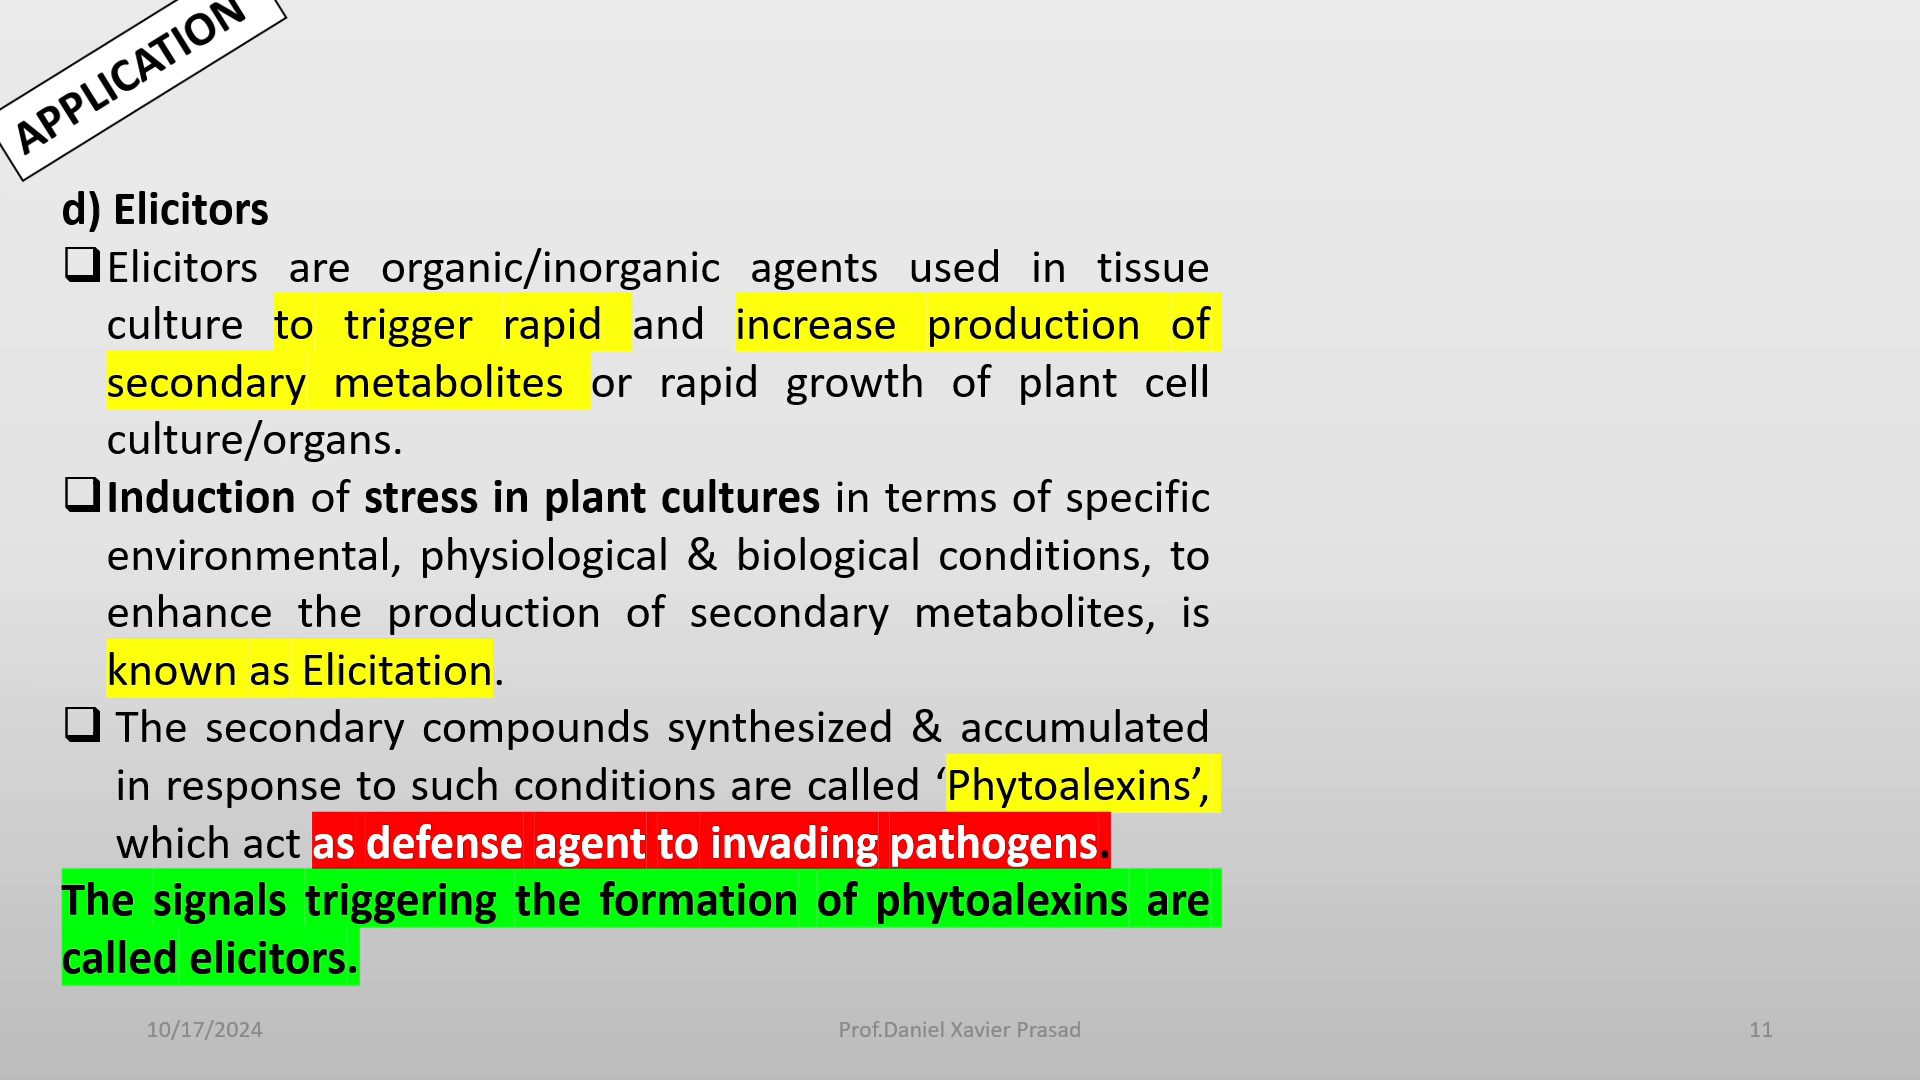 APPLICATION
d) Elicitors
❑Elicitors are organic/inorganic agents used in tissue
culture to trigger rapid and increase production of
secondary metabolites or rapid growth of plant cell
culture/organs.
❑Induction of stress in plant cultures in terms of specific
environmental, physiological & biological conditions, to
enhance the production of secondary metabolites, is
known as Elicitation.
❑ The secondary compounds synthesized & accumulated
in response to such conditions are called ‘Phytoalexins’,
which act as defense agent to invading pathogens.
The signals triggering the formation of phytoalexins are
called elicitors.
10/17/2024
Prof.Daniel Xavier Prasad
11